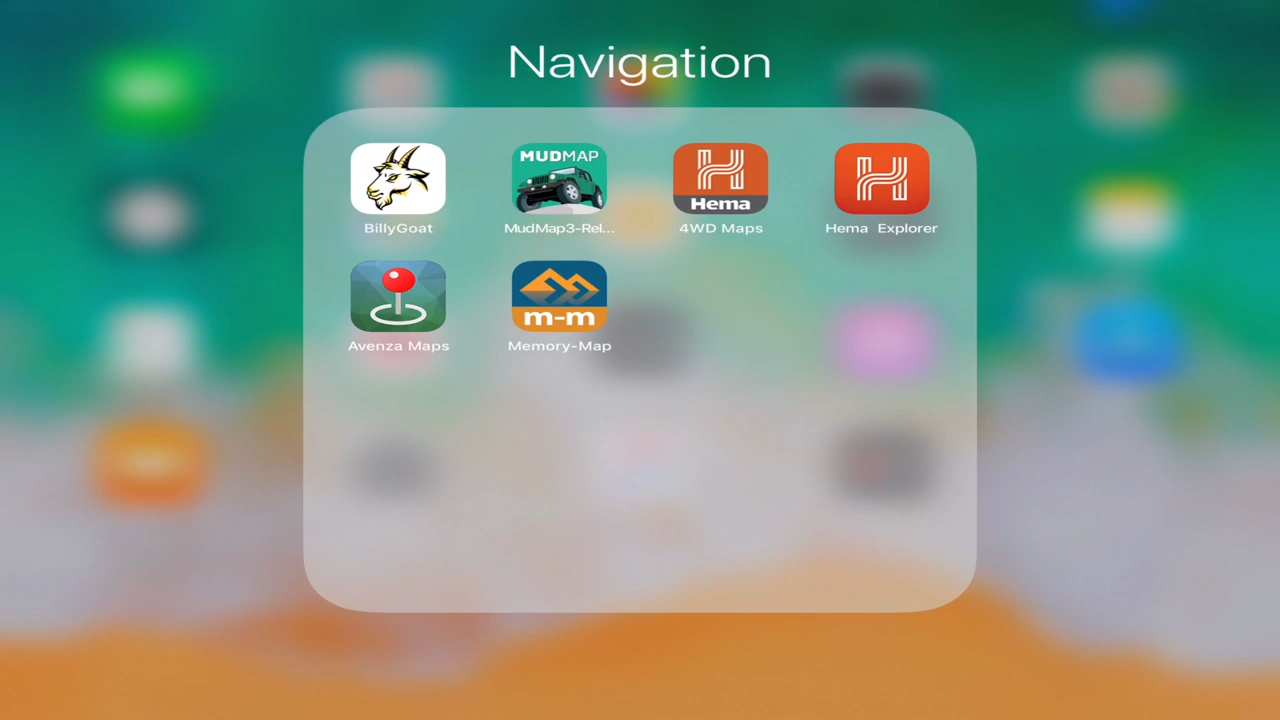 Navigation
MUDMAP
Hema
BillyGoat
MudMap3-Rel...
4WD Maps
Hema Explorer
m-m
Avenza Maps
Memory-Map